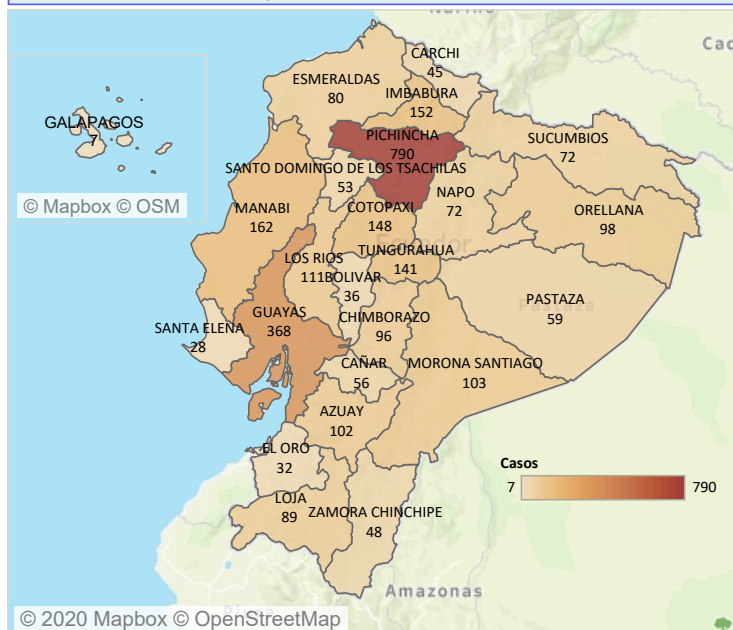 CARCHI
45
ESMERALDAS
80
IMBABURA
152
GALAPAGOS
7
PICHINCHA
790
SUCUMBIOS
72
SANTO DOMINGO DE LOS TSACHILAS
53
NAPO
72
© Mapbox © OSM
MANABI
162
COTOPAXI
148
ORELLANA
98
Ecuador
TUNGURAHUA
141
LOS RIOS
111
BOLIVAR
36
PASTAZA
59
Pastaza
GUAYAS
368
CHIMBORAZO
96
SANTA ELENA
28
CAÑAR
56
MORONA SANTIAGO
103
AZUAY
102
EL ORO
32
Casos
7
790
LOJA
89
ZAMORA CHINCHIPE
48
Amazonas
© 2020 Mapbox © OpenStreetMap